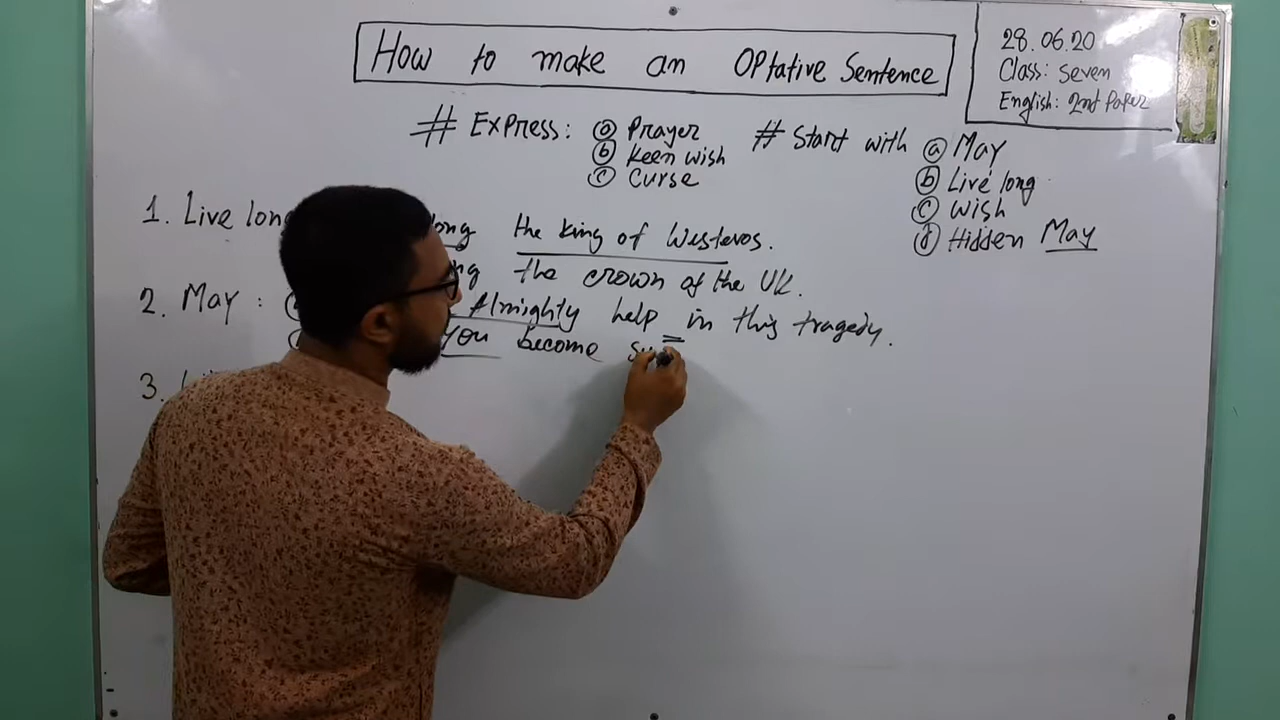 How to make an Optative Sentence
28.06.20
Class: Seven
English: 2nd Paper
# Express: ⓐ Prayer
ⓑ Keen wish
ⓒ Curse
# Start with ⓐ May
ⓑ Live long
ⓒ Wish
ⓓ Hidden May
1. Live long the King of Westeros.
the crown of the UK.
2. May : Almighty help in this tragedy.
You become
3.